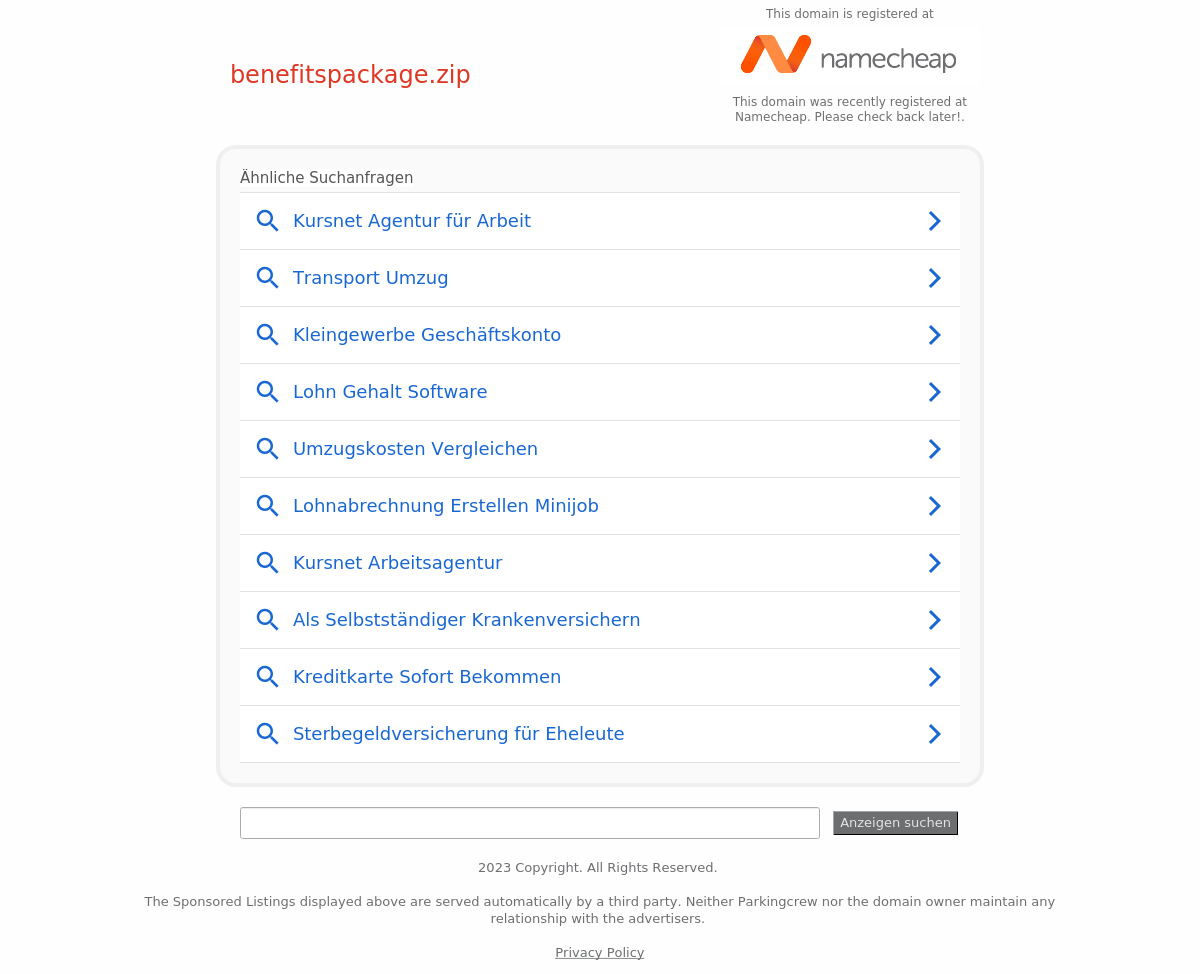 This domain is registered at
namecheap
benefitspackage.zip
This domain was recently registered at
Namecheap. Please check back later!.
Ähnliche Suchanfragen
Kursnet Agentur für Arbeit
Transport Umzug
Kleingewerbe Geschäftskonto
Lohn Gehalt Software
Umzugskosten Vergleichen
Lohnabrechnung Erstellen Minijob
Kursnet Arbeitsagentur
Als Selbstständiger Krankenversichern
Kreditkarte Sofort Bekommen
Sterbegeldversicherung für Eheleute
Anzeigen suchen
2023 Copyright. All Rights Reserved.
The Sponsored Listings displayed above are served automatically by a third party. Neither Parkingcrew nor the domain owner maintain any
relationship with the advertisers.
Privacy Policy